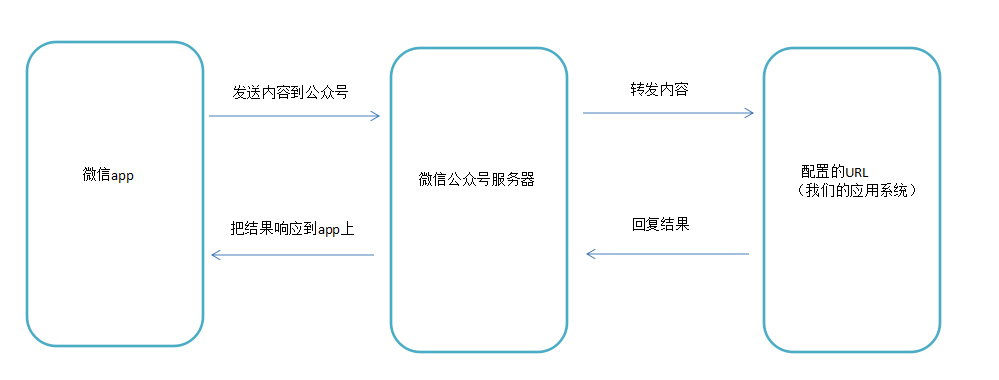 发送内容到公众号
转发内容
微信app
微信公众号服务器
配置的URL
（我们的应用系统）
把结果响应到app上
回复结果